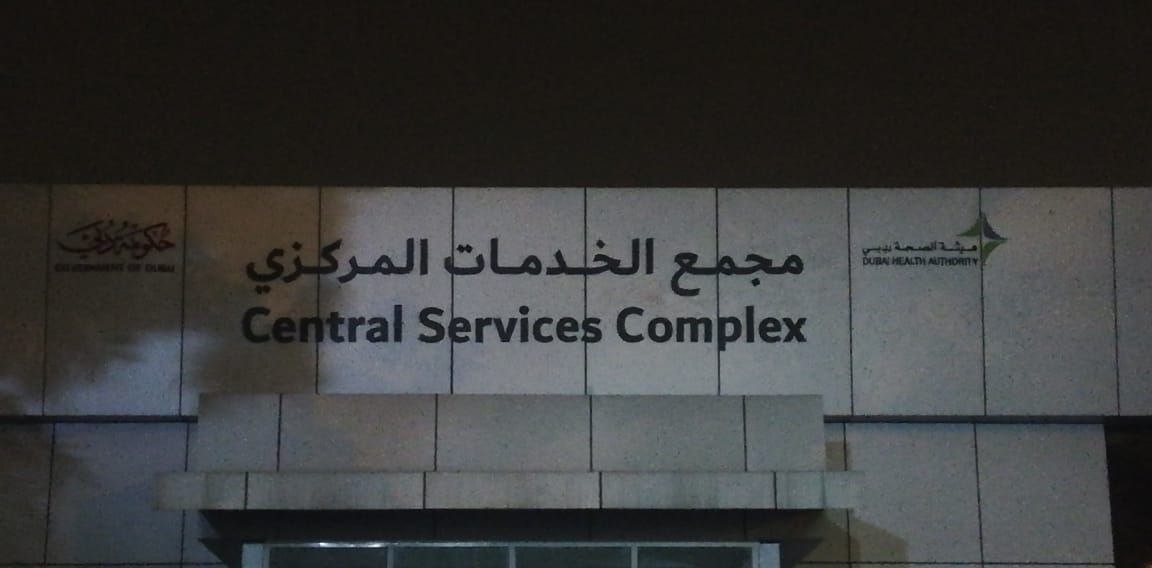 حكومة دبي
GOVERNMENT OF DUBAI
مجمع الخدمات المركزي
Central Services Complex
هيئة الصحة بدبي
DUBAI HEALTH AUTHORITY